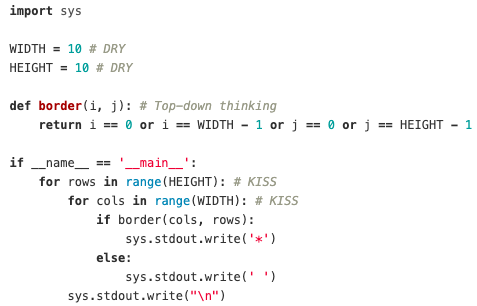 import sys

WIDTH = 10 # DRY
HEIGHT = 10 # DRY

def border(i, j): # Top-down thinking
    return i == 0 or i == WIDTH - 1 or j == 0 or j == HEIGHT - 1

if __name__ == '__main__':
    for rows in range(HEIGHT): # KISS
        for cols in range(WIDTH): # KISS
            if border(cols, rows):
                sys.stdout.write('*')
            else:
                sys.stdout.write(' ')
        sys.stdout.write("\n")